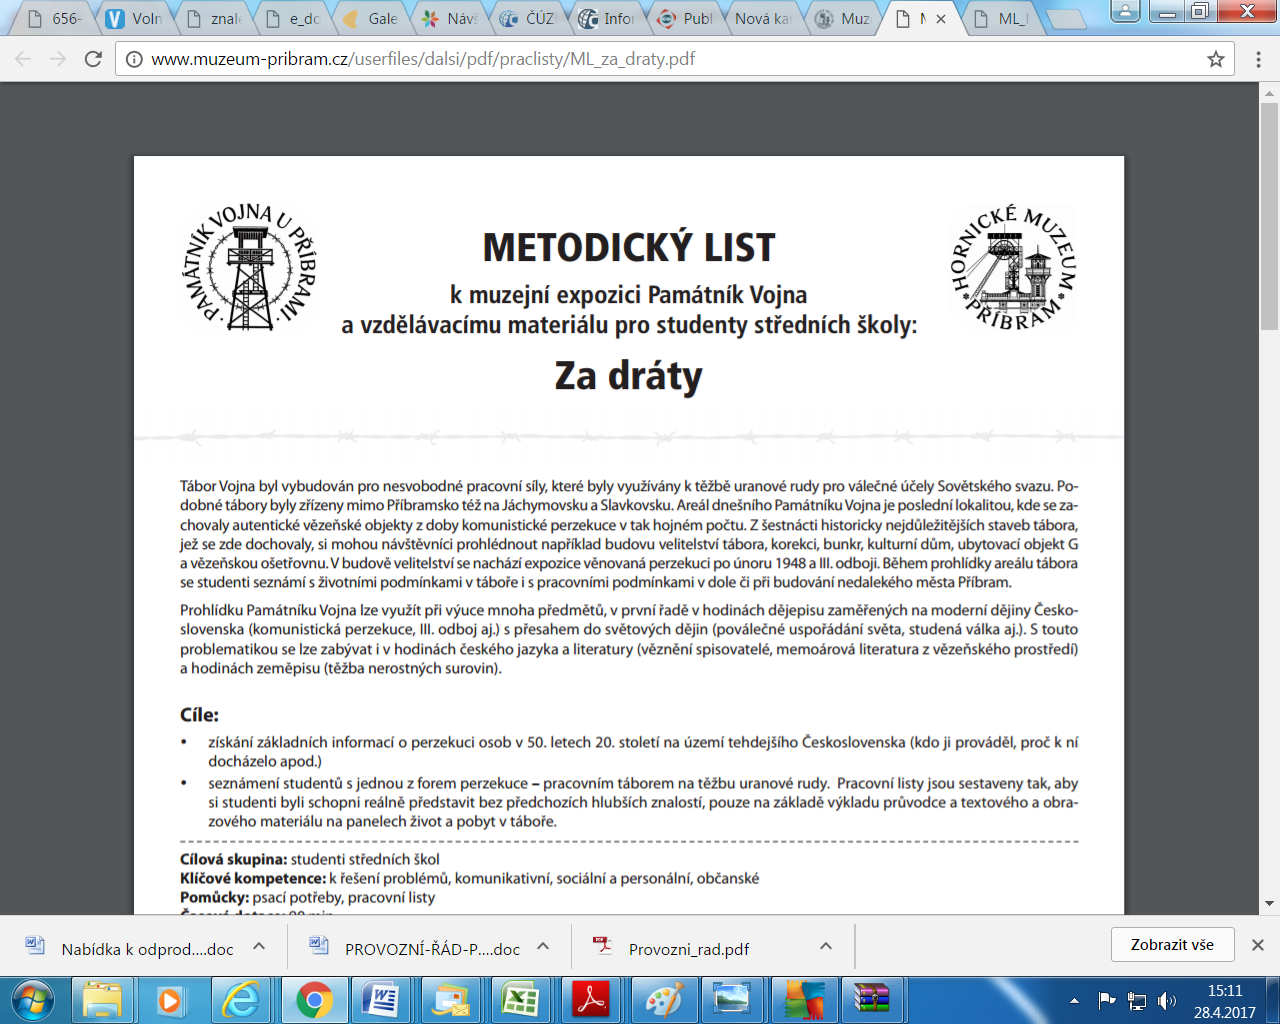 656-
Voln
znale
e_do
Gale
Návš
ČÚZ
Infor
Publ
Nová ka
Muz
ML_
www.muzeum-pribram.cz/userfiles/dalsi/pdf/praclisty/ML_za_draty.pdf
PAMÁTNÍK VOJNA U PŘÍBRAMI
HORNICKÉ MUZEUM PŘÍBRAM
METODICKÝ LIST
k muzejní expozici Památník Vojna
a vzdělávacímu materiálu pro studenty středních školy:
Za dráty
Tábor Vojna byl vybudován pro nesvobodné pracovní síly, které byly využívány k těžbě uranové rudy pro válečné účely Sovětského svazu. Po-
dobné tábory byly zřízeny mimo Příbramsko též na Jáchymovsku a Slavkovsku. Areál dnešního Památníku Vojna je poslední lokalitou, kde se za-
chovaly autentické vězeňské objekty z doby komunistické perzekuce v tak hojném počtu. Z šestnácti historicky nejdůležitějších staveb tábora,
jež se zde dochovaly, si mohou návštěvníci prohlédnout například budovu velitelství tábora, korekci, bunkr, kulturní dům, ubytovací objekt G
a vězeňskou ošetřovnu. V budově velitelství se nachází expozice věnovaná perzekuci po únoru 1948 a III. odboji. Během prohlídky areálu tábora
se studenti seznámí s životními podmínkami v táboře i s pracovními podmínkami v dole či při budování nedalekého města Příbram.
Prohlídku Památníku Vojna lze využít při výuce mnoha předmětů, v první řadě v hodinách dějepisu zaměřených na moderní dějiny Česko-
slovenska (komunistická perzekuce, III. odboj aj.) s přesahem do světových dějin (poválečné uspořádání světa, studená válka aj.). S touto
problematikou se lze zabývat i v hodinách českého jazyka a literatury (věznění spisovatelé, memoárová literatura z vězeňského prostředí)
a hodinách zeměpisu (těžba nerostných surovin).
Cíle:
• získání základních informací o perzekuci osob v 50. letech 20. století na území tehdejšího Československa (kdo ji prováděl, proč k ní
docházelo apod.)
• seznámení studentů s jednou z forem perzekuce – pracovním táborem na těžbu uranové rudy. Pracovní listy jsou sestaveny tak, aby
si studenti byli schopni reálně představit bez předchozích hlubších znalostí, pouze na základě výkladu průvodce a textového a obra-
zového materiálu na panelech život a pobyt v táboře.
Cílová skupina: studenti středních škol
Klíčové kompetence: k řešení problémů, komunikativní, sociální a personální, občanské
Pomůcky: psací potřeby, pracovní listy
Časová dotace: 90 min
Nabídka k odprod....doc
PROVOZNÍ-ŘÁD-P....doc
Provozni_rad.pdf
Zobrazit vše
15:11
28.4.2017